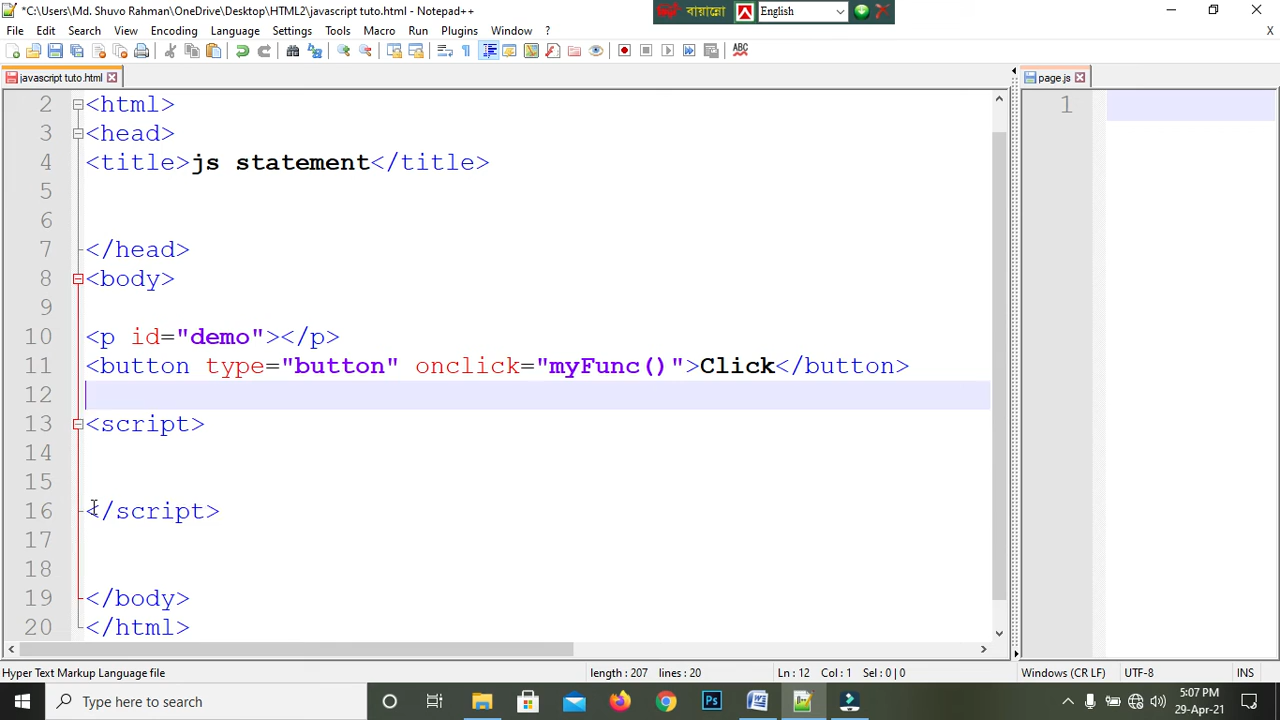 *C:\Users\Md. Shuvo Rahman\OneDrive\Desktop\HTML2\javascript tuto.html - Notepad++
বায়ান্নো English
File Edit Search View Encoding Language Settings Tools Macro Run Plugins Window ? X
ABC
javascript tuto.html
page.js
2 <html>
3 <head>
4 <title>js statement</title>
5
6
7 </head>
8 <body>
9
10 <p id="demo"></p>
11 <button type="button" onclick="myFunc()">Click</button>
12
13 <script>
14
15
16 </script>
17
18
19 </body>
20 </html>
1
Hyper Text Markup Language file length : 207 lines : 20 Ln : 12 Col : 1 Sel : 0 | 0 Windows (CR LF) UTF-8 INS
Type here to search
Ps
W
5:07 PM
29-Apr-21